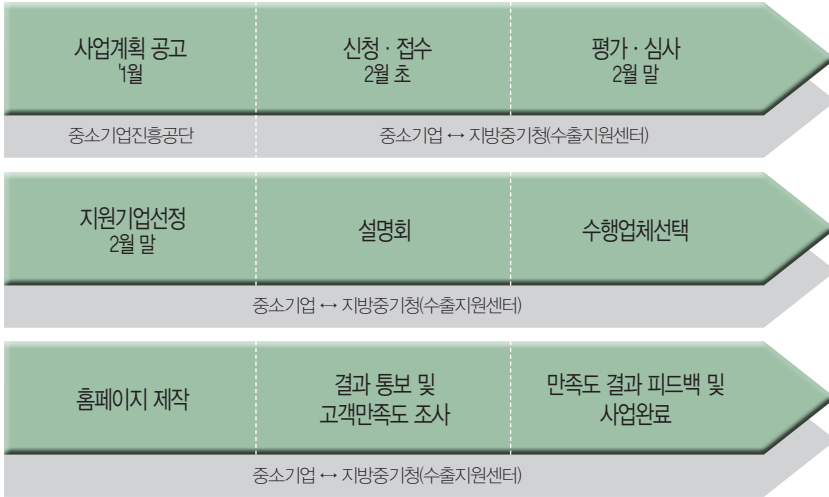 사업계획 공고
'1월
신청 · 접수
2월 초
평가 · 심사
2월 말
중소기업진흥공단
중소기업 ↔ 지방중기청(수출지원센터)
지원기업선정
2월 말
설명회
수행업체선택
중소기업 ↔ 지방중기청(수출지원센터)
홈페이지 제작
결과 통보 및
고객만족도 조사
만족도 결과 피드백 및
사업완료
중소기업 ↔ 지방중기청(수출지원센터)